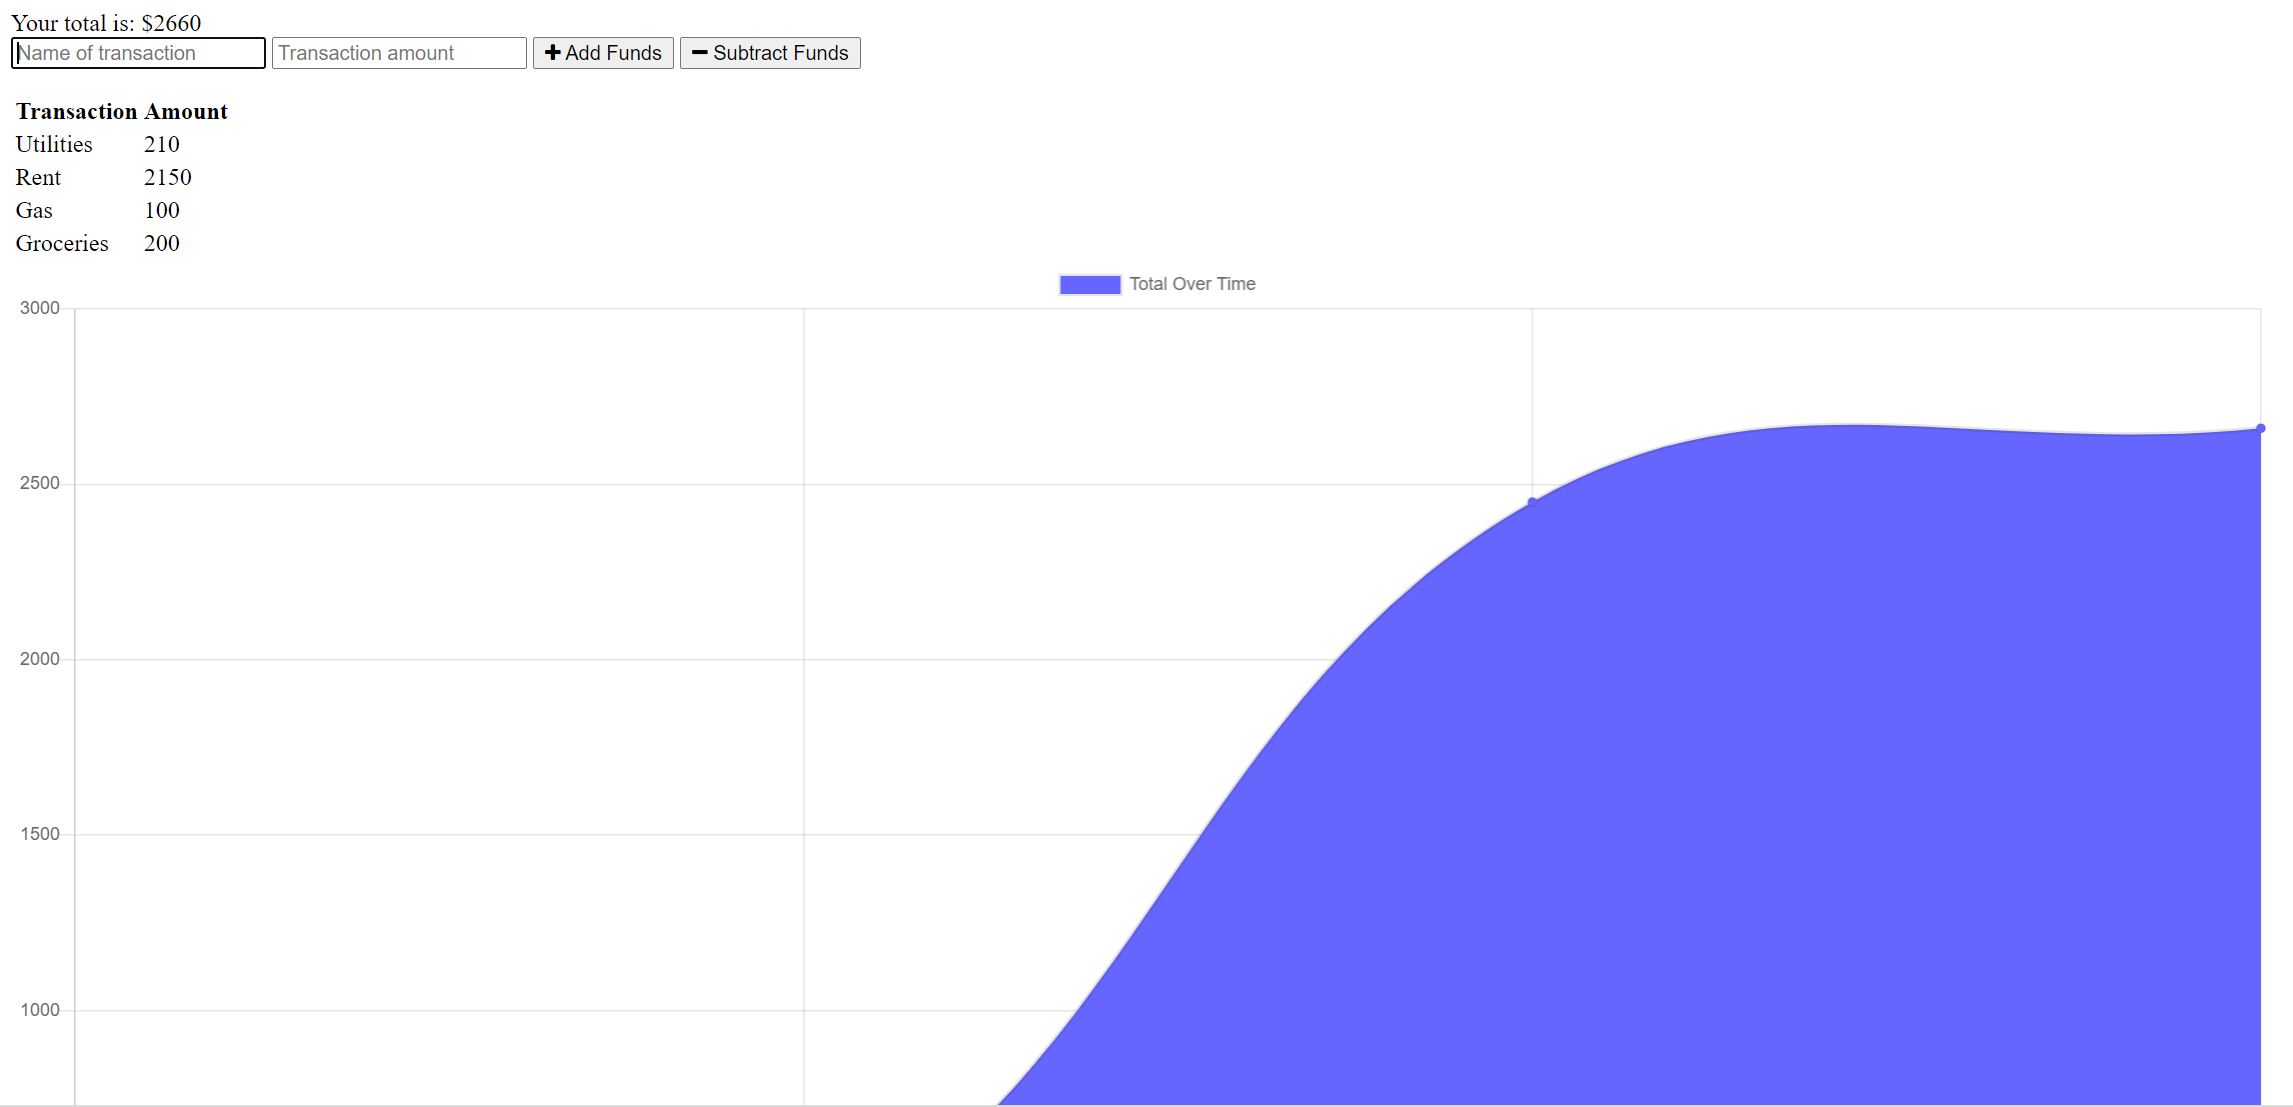 Your total is: $2660
Name of transaction Transaction amount + Add Funds − Subtract Funds
Transaction Amount
Utilities 210
Rent 2150
Gas 100
Groceries 200
Total Over Time
3000
2500
2000
1500
1000